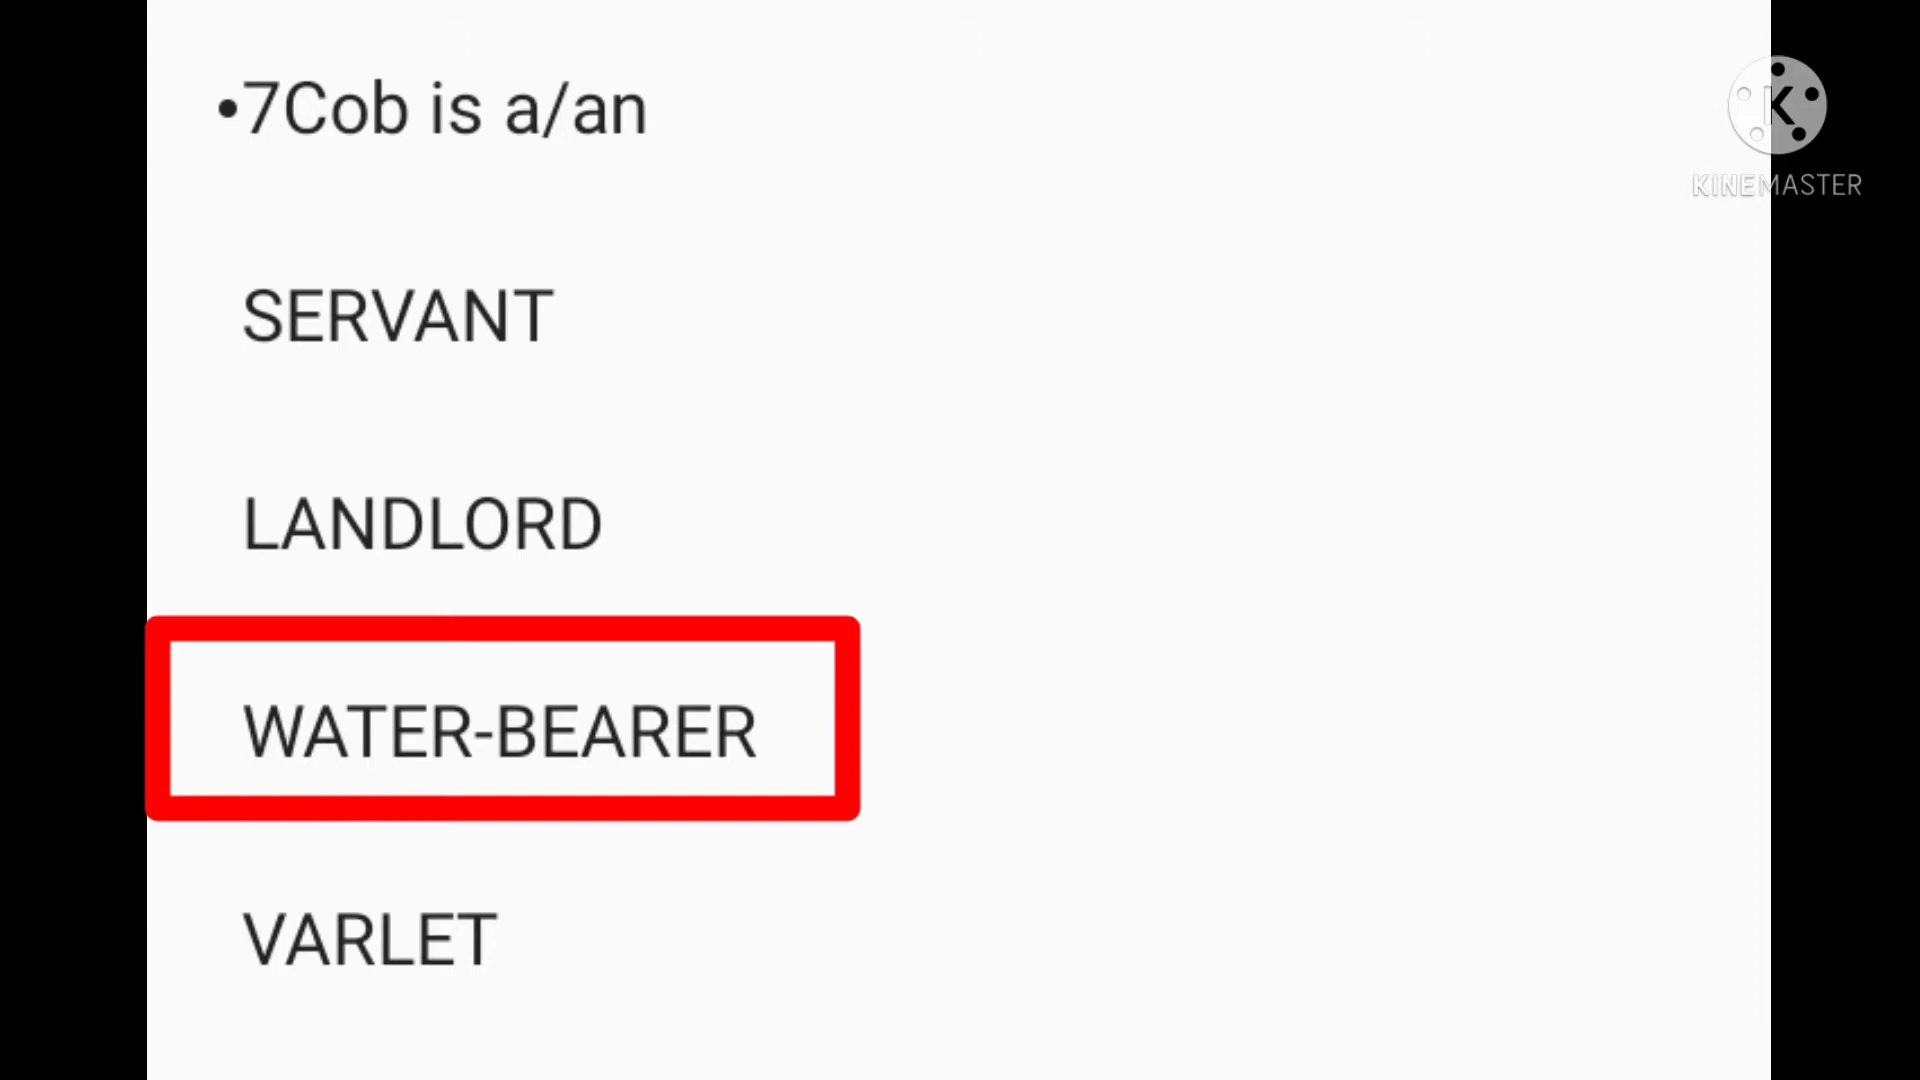 •7Cob is a/an
KINEMASTER
SERVANT
LANDLORD
WATER-BEARER
VARLET